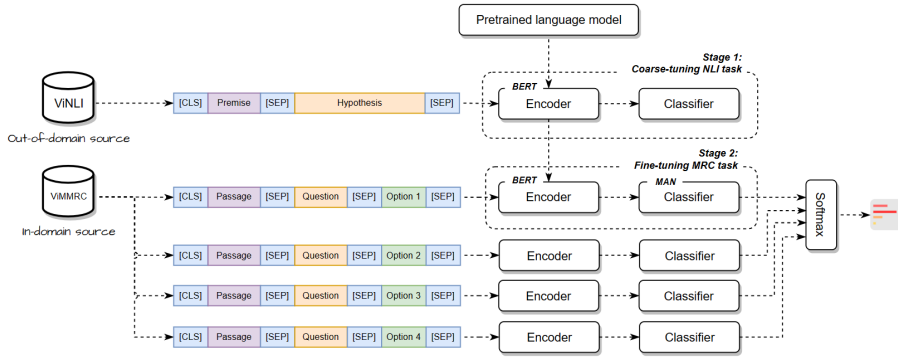 Pretrained language model
Stage 1:
Coarse-tuning NLI task
ViNLI
[CLS] Premise [SEP] Hypothesis [SEP]
BERT
Encoder
Classifier
Out-of-domain source
Stage 2:
Fine-tuning MRC task
ViMMRC
[CLS] Passage [SEP] Question [SEP] Option 1 [SEP]
BERT
Encoder
MAN
Classifier
Softmax
In-domain source
[CLS] Passage [SEP] Question [SEP] Option 2 [SEP]
Encoder
Classifier
[CLS] Passage [SEP] Question [SEP] Option 3 [SEP]
Encoder
Classifier
[CLS] Passage [SEP] Question [SEP] Option 4 [SEP]
Encoder
Classifier